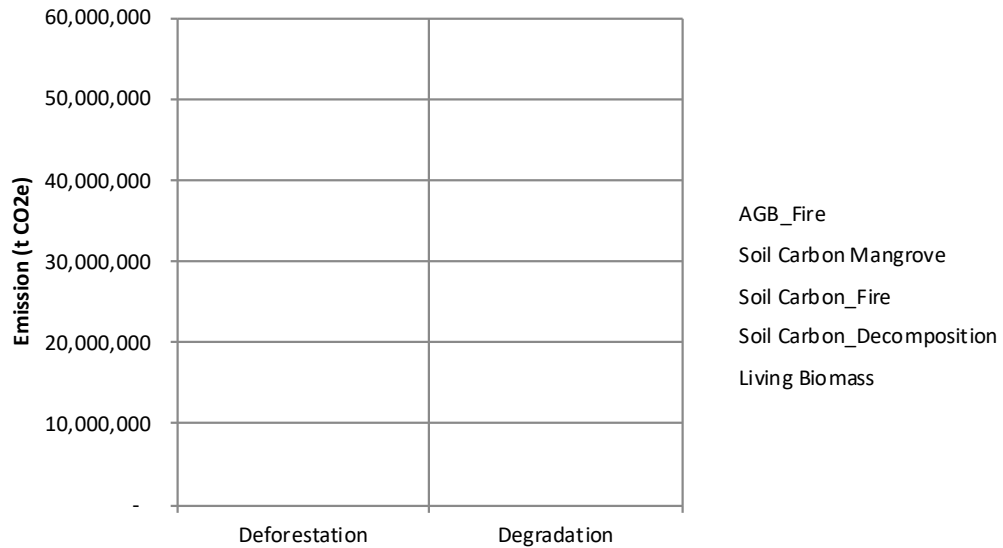 60,000,000
50,000,000
40,000,000
30,000,000
20,000,000
10,000,000
-
Emission (t CO2e)
Deforestation
Degradation
AGB_Fire
Soil Carbon Mangrove
Soil Carbon_Fire
Soil Carbon_Decomposition
Living Biomass